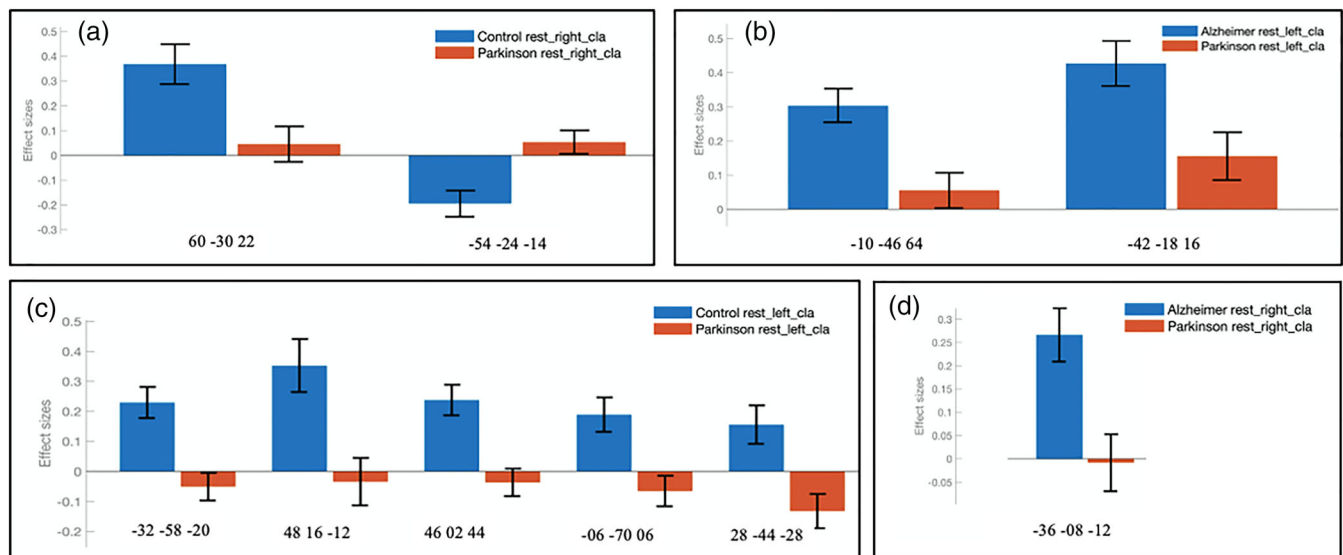 (a)
Control rest_right_cla
Parkinson rest_right_cla
Effect sizes
0.5
0.4
0.3
0.2
0.1
0
-0.1
-0.2
-0.3
60 -30 22
-54 -24 -14
(b)
Alzheimer rest_left_cla
Parkinson rest_left_cla
Effect sizes
0.5
0.4
0.3
0.2
0.1
0
-10 -46 64
-42 -18 16
(c)
Control rest_left_cla
Parkinson rest_left_cla
Effect sizes
0.5
0.4
0.3
0.2
0.1
0
-0.1
-0.2
-32 -58 -20
48 16 -12
46 02 44
-06 -70 06
28 -44 -28
(d)
Alzheimer rest_right_cla
Parkinson rest_right_cla
Effect sizes
0.3
0.25
0.2
0.15
0.1
0.05
0
-0.05
-36 -08 -12